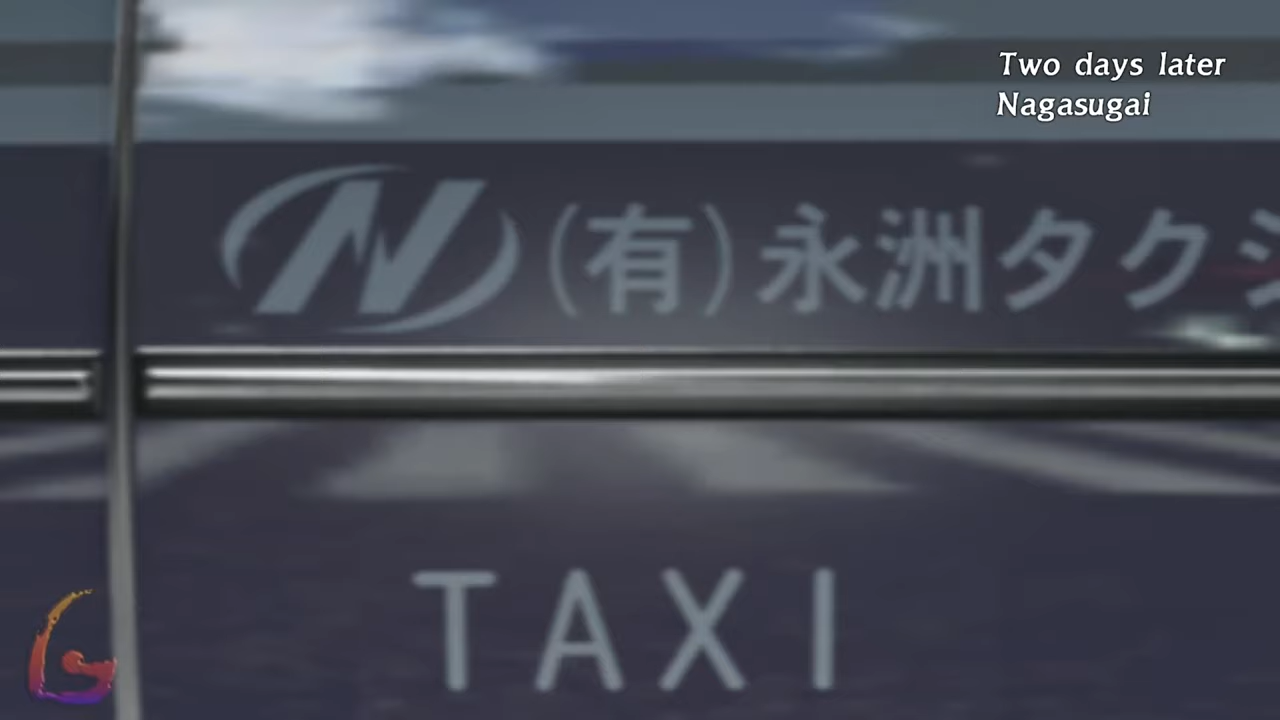 Two days later
Nagasugai
N (有)永洲タクシ
TAXI